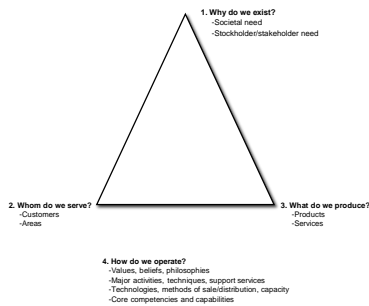 1. Why do we exist?
-Societal need
-Stockholder/stakeholder need
2. Whom do we serve?
-Customers
-Areas
3. What do we produce?
-Products
-Services
4. How do we operate?
-Values, beliefs, philosophies
-Major activities, techniques, support services
-Technologies, methods of sale/distribution, capacity
-Core competencies and capabilities